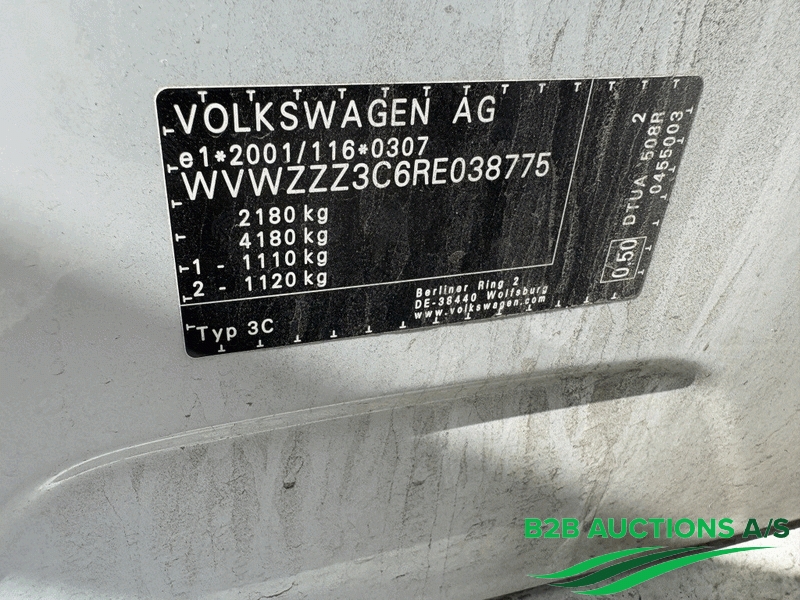 VOLKSWAGEN AG
e1*2001/116*0307
WVWZZZ3CZ6RE038775
2180 kg
4180 kg
1 - 1110 kg
2 - 1120 kg
Berliner Ring 2
DE-38440 Wolfsburg
www.volkswagen.com
Typ 3C
0.50
DTUA 508R
2
0455003
B2B AUCTIONS A/S